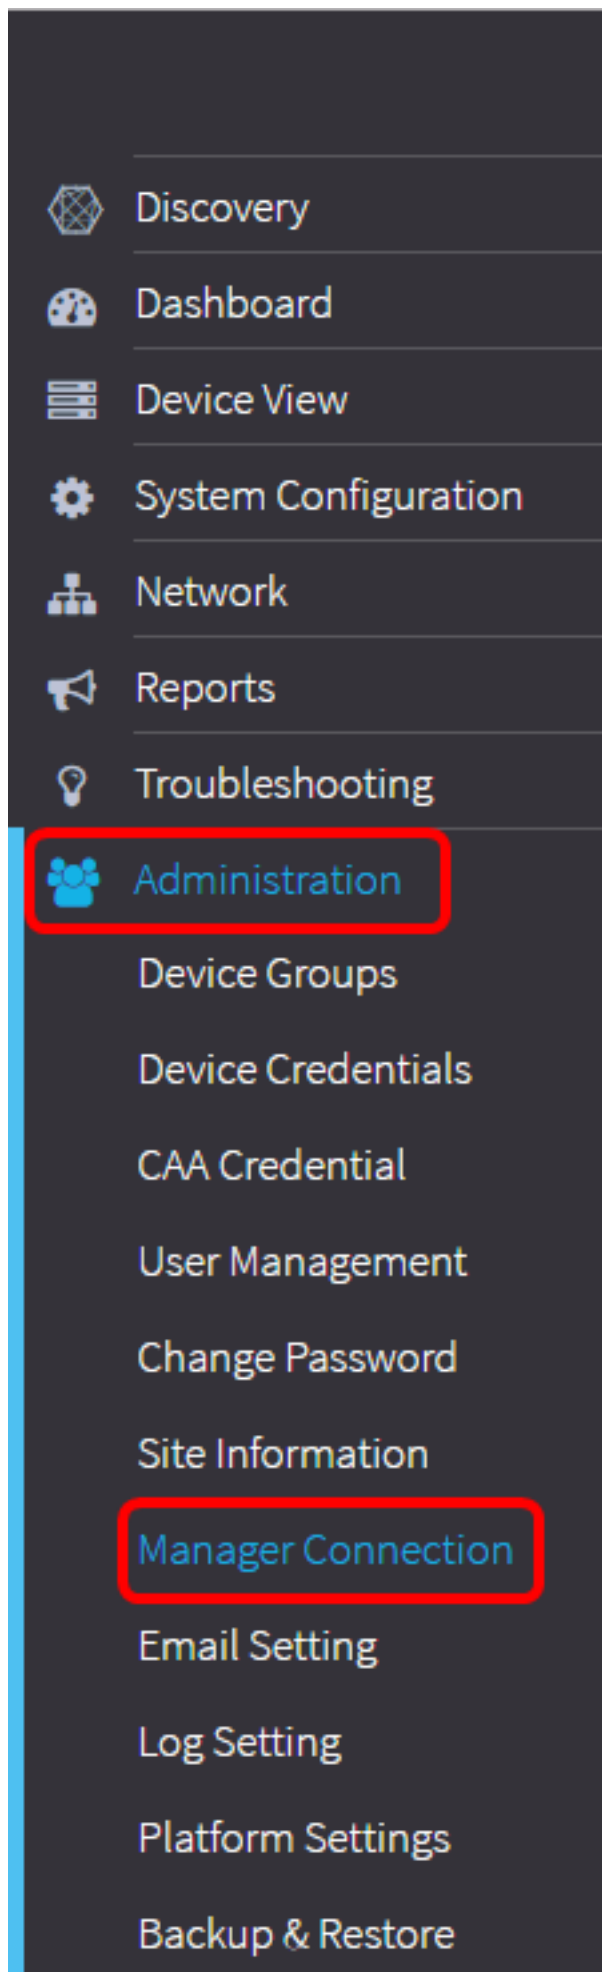 Discovery
Dashboard
Device View
System Configuration
Network
Reports
Troubleshooting
Administration
Device Groups
Device Credentials
CAA Credential
User Management
Change Password
Site Information
Manager Connection
Email Setting
Log Setting
Platform Settings
Backup & Restore